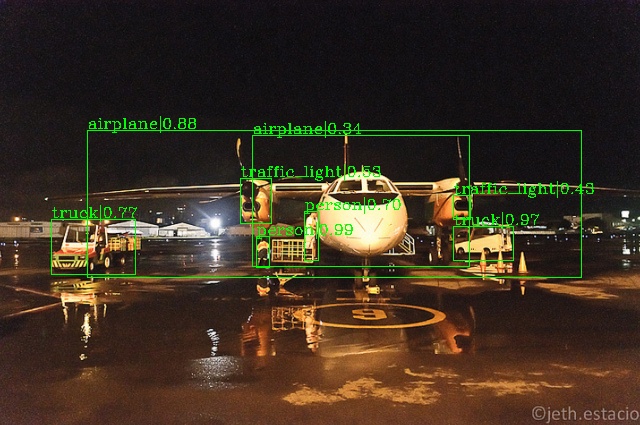 airplane|0.88
airplane|0.34
traffic_light|0.53
traffic_light|0.43
person|0.70
truck|0.77
truck|0.97
person|0.99
©jeth.estacio